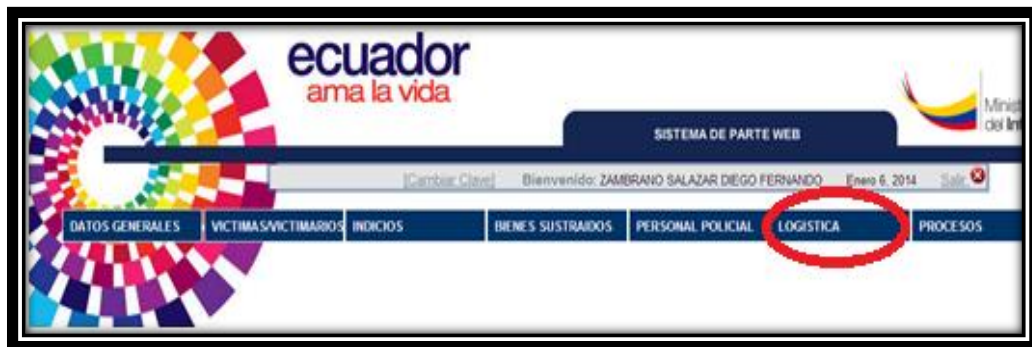 ecuador
ama la vida
SISTEMA DE PARTE WEB
del
[Cambiar Clave] Bienvenido: ZAMBRANO SALAZAR DIEGO FERNANDO Enero 6, 2014 Salir
DATOS GENERALES VICTIMAS/VICTIMARIOS INDICIOS BIENES SUSTRAIDOS PERSONAL POLICIAL LOGISTICA PROCESOS